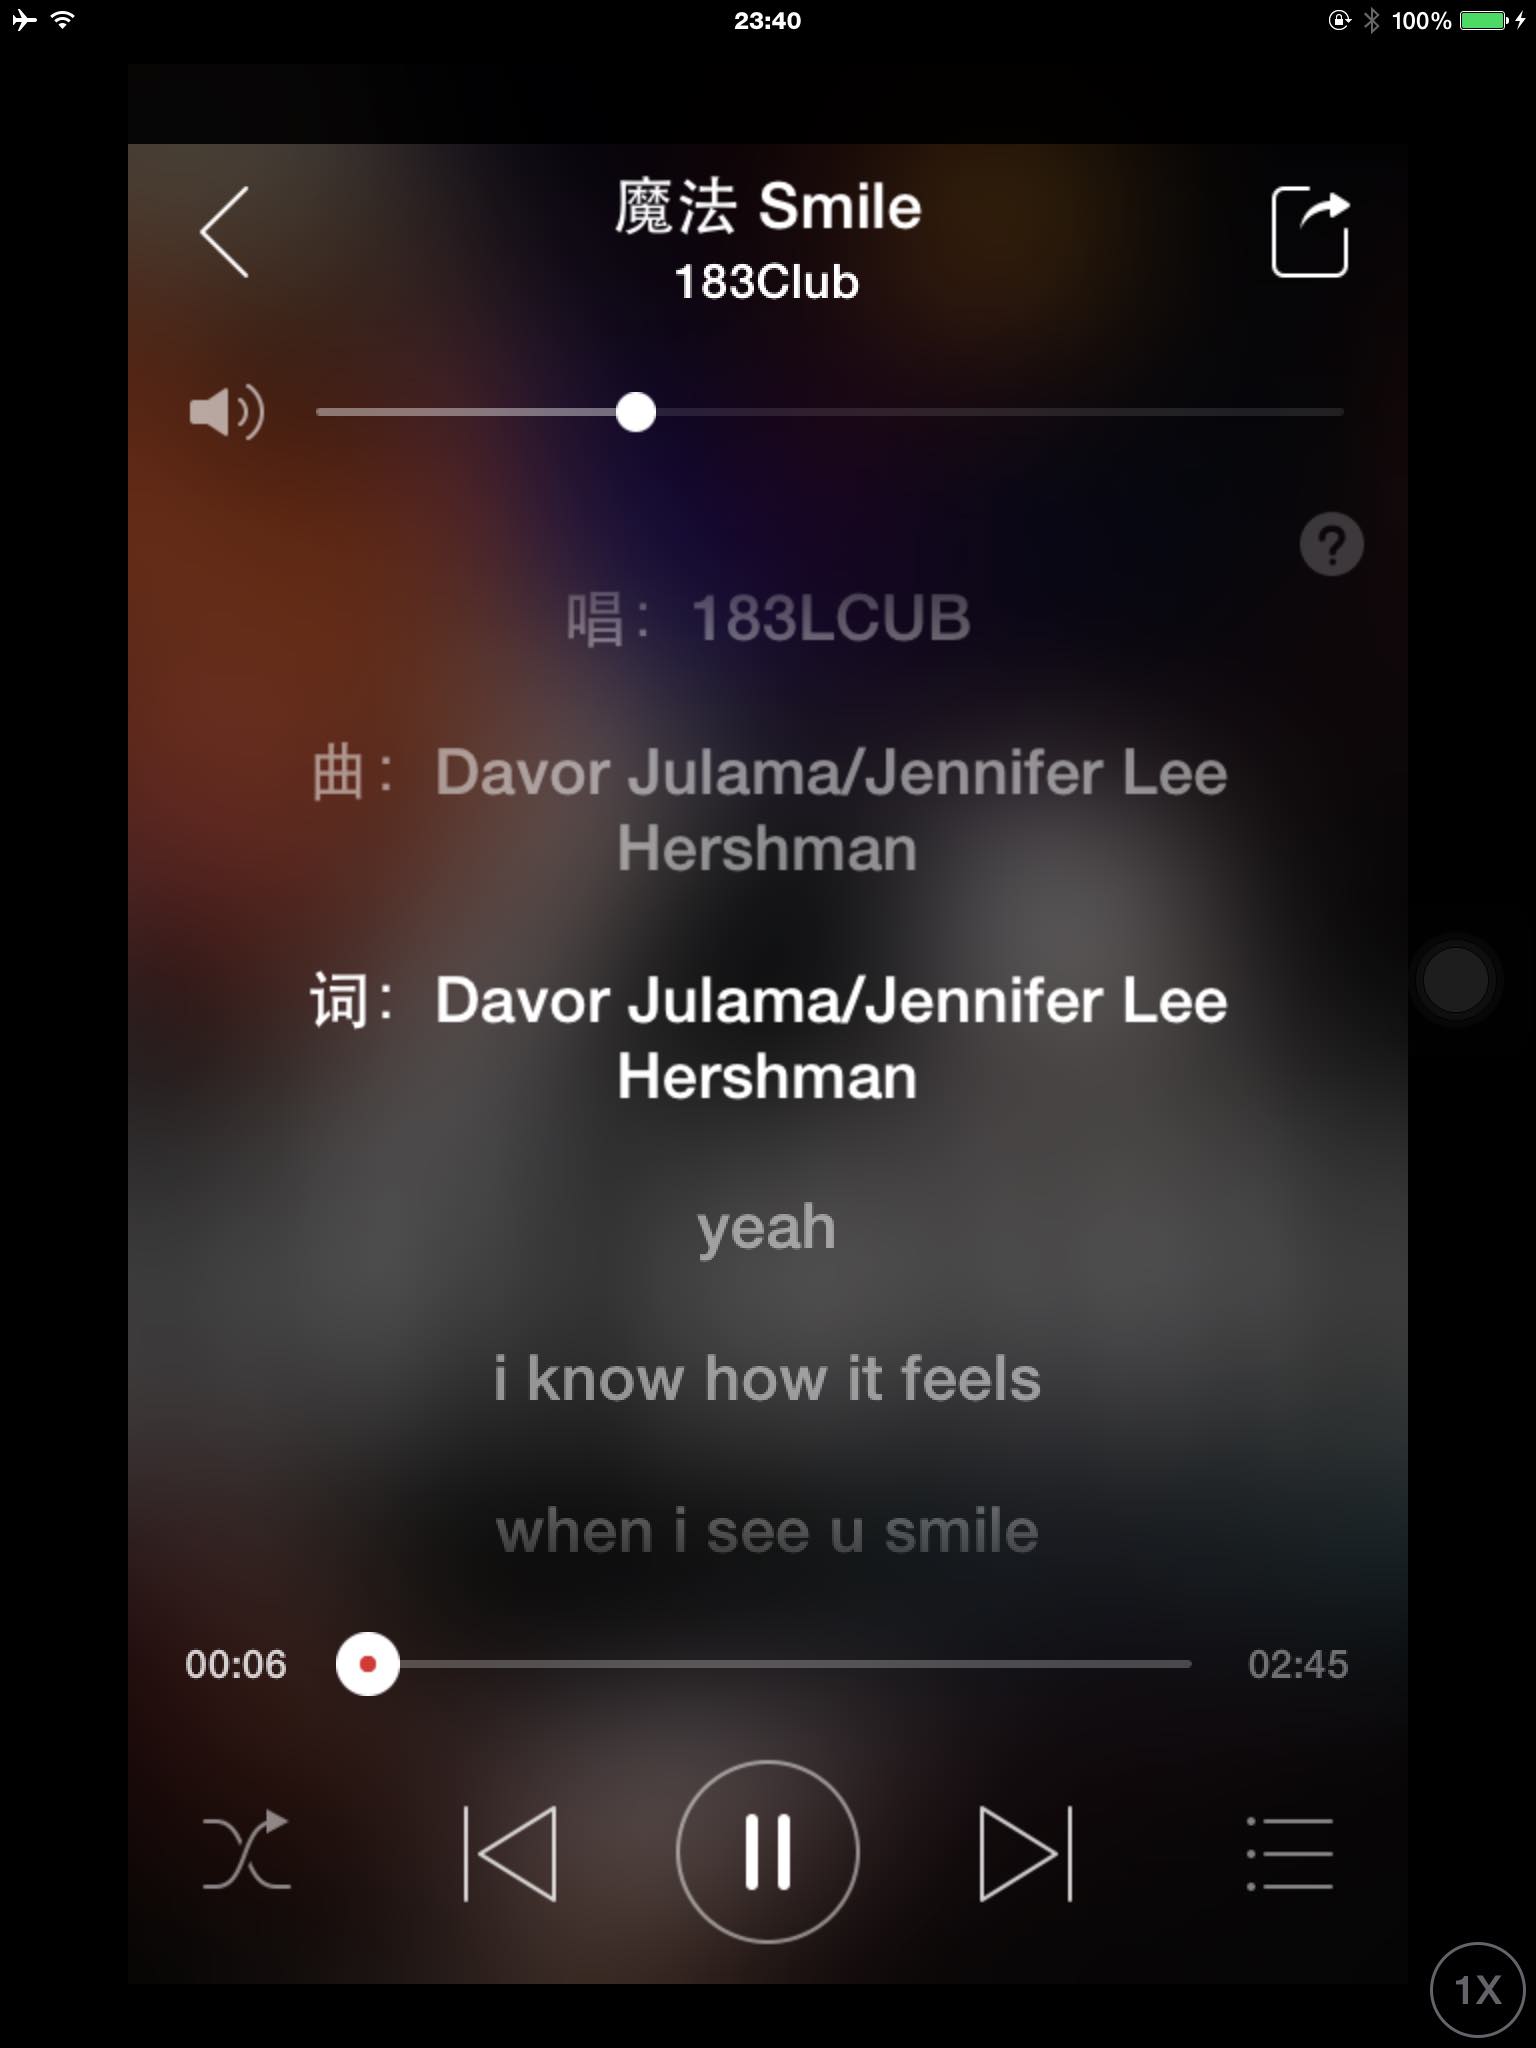 23:40
100%
魔法 Smile
183Club
?
唱：183LCUB
曲：Davor Julama/Jennifer Lee
Hershman
词：Davor Julama/Jennifer Lee
Hershman
yeah
i know how it feels
when i see u smile
00:06
02:45
1X